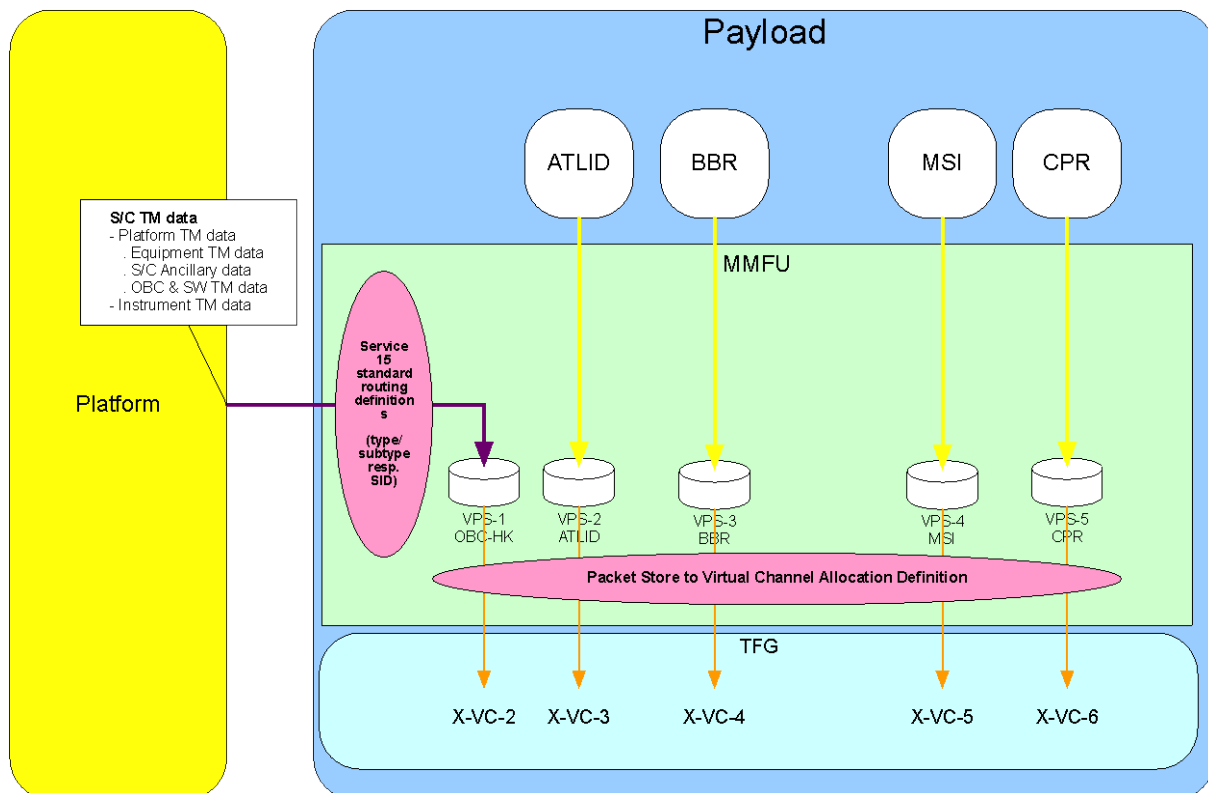 Payload
ATLID
BBR
MSI
CPR
S/C TM data
- Platform TM data
. Equipment TM data
. S/C Ancillary data
. OBC & SW TM data
- Instrument TM data
MMFU
Platform
Service
15
standard
routing
definition
s
(type/
subtype
resp.
SID)
VPS-1
OBC-HK
VPS-2
ATLID
VPS-3
BBR
VPS-4
MSI
VPS-5
CPR
Packet Store to Virtual Channel Allocation Definition
TFG
X-VC-2
X-VC-3
X-VC-4
X-VC-5
X-VC-6